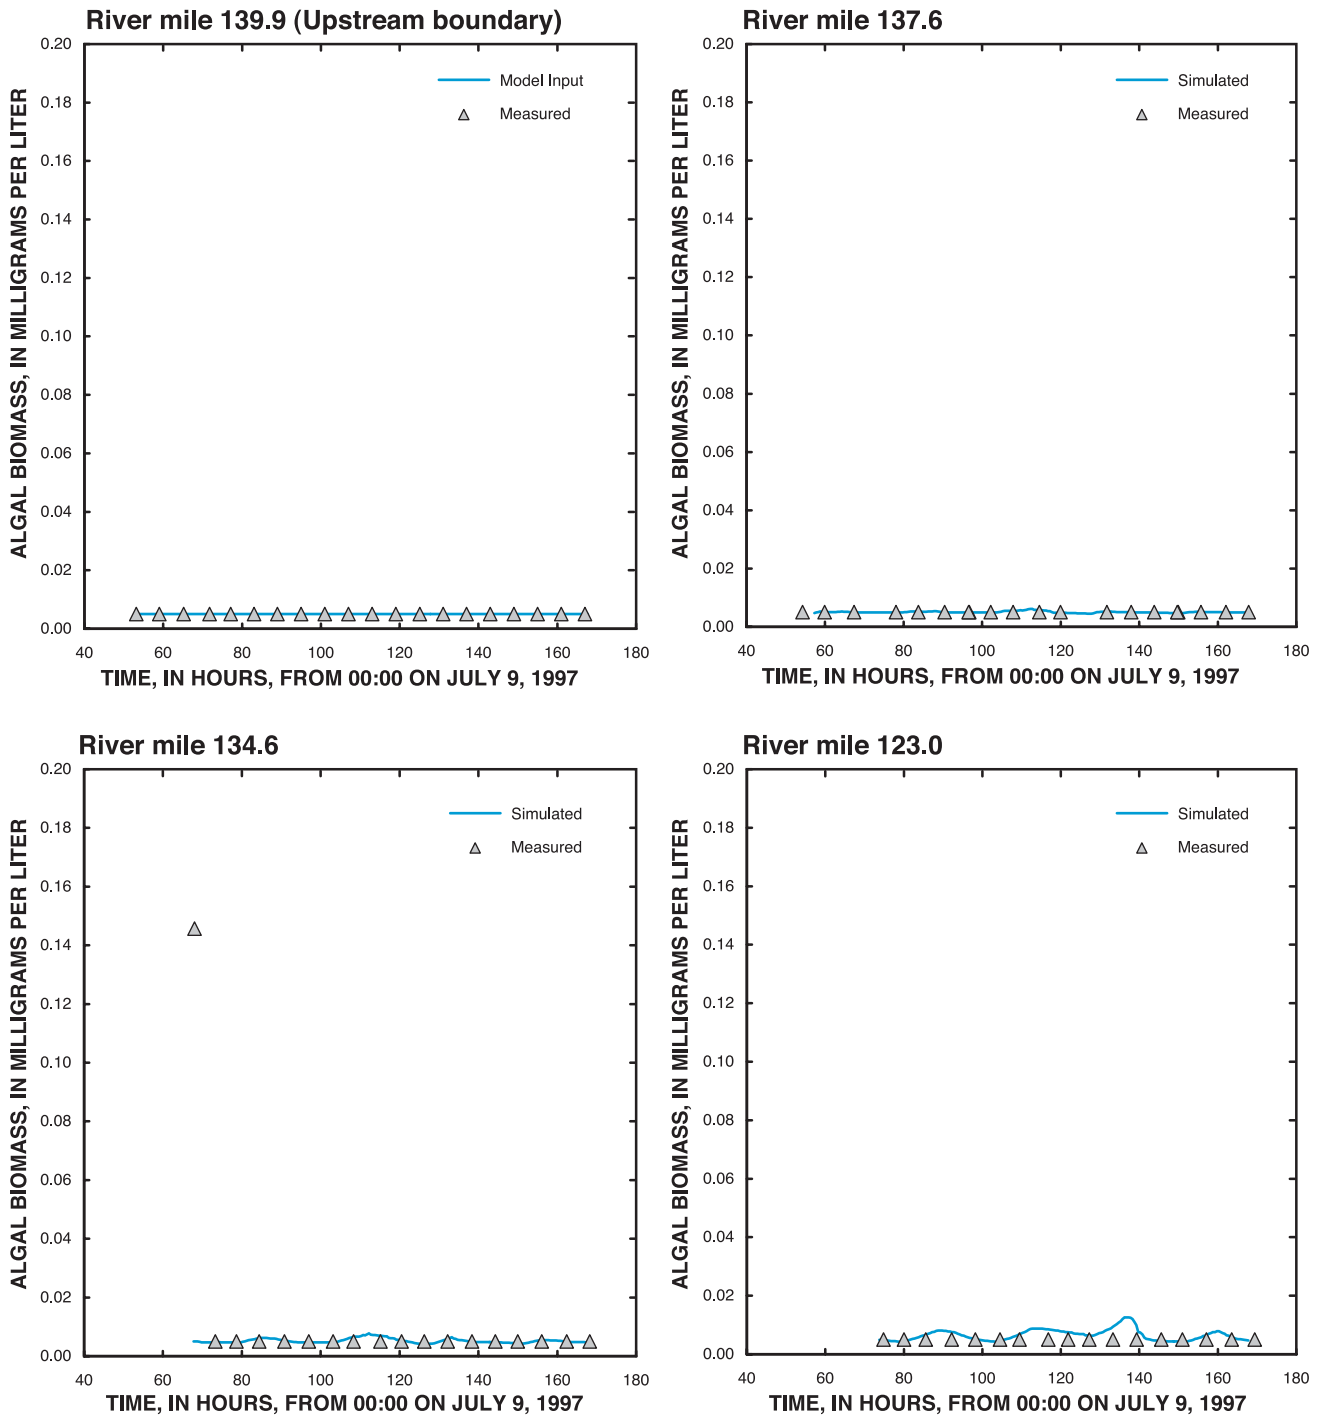 River mile 139.9 (Upstream boundary)
ALGAL BIOMASS, IN MILLIGRAMS PER LITER
0.20
0.18
0.16
0.14
0.12
0.10
0.08
0.06
0.04
0.02
0.00
Model Input
Measured
40 60 80 100 120 140 160 180
TIME, IN HOURS, FROM 00:00 ON JULY 9, 1997
River mile 137.6
ALGAL BIOMASS, IN MILLIGRAMS PER LITER
0.20
0.18
0.16
0.14
0.12
0.10
0.08
0.06
0.04
0.02
0.00
Simulated
Measured
40 60 80 100 120 140 160 180
TIME, IN HOURS, FROM 00:00 ON JULY 9, 1997
River mile 134.6
ALGAL BIOMASS, IN MILLIGRAMS PER LITER
0.20
0.18
0.16
0.14
0.12
0.10
0.08
0.06
0.04
0.02
0.00
Simulated
Measured
40 60 80 100 120 140 160 180
TIME, IN HOURS, FROM 00:00 ON JULY 9, 1997
River mile 123.0
ALGAL BIOMASS, IN MILLIGRAMS PER LITER
0.20
0.18
0.16
0.14
0.12
0.10
0.08
0.06
0.04
0.02
0.00
Simulated
Measured
40 60 80 100 120 140 160 180
TIME, IN HOURS, FROM 00:00 ON JULY 9, 1997